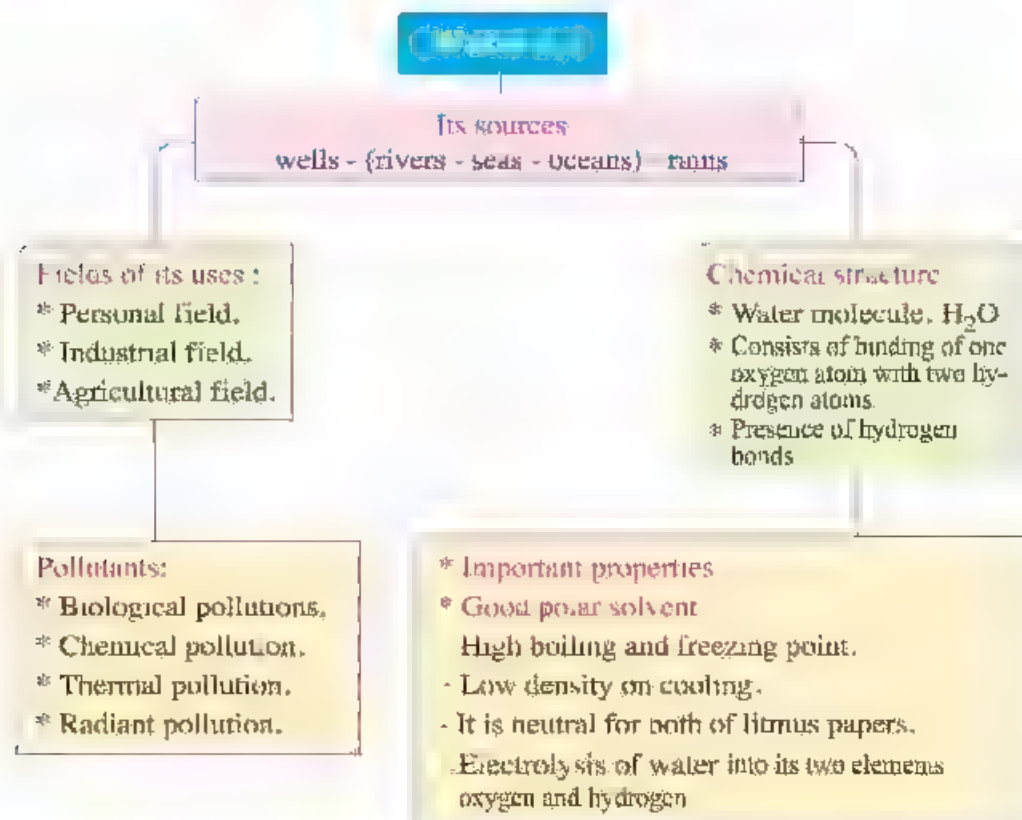 Its sources
wells - (rivers - seas - oceans) - rains
Fields of its uses :
* Personal field.
* Industrial field.
* Agricultural field.
Chemical structure
* Water molecule. H₂O
* Consists of binding of one
oxygen atom with two hy-
drogen atoms.
* Presence of hydrogen
bonds
Pollutants:
* Biological pollutions.
* Chemical pollution.
* Thermal pollution.
* Radiant pollution.
* Important properties
* Good polar solvent
High boiling and freezing point.
- Low density on cooling.
- It is neutral for both of litmus papers.
Electrolysis of water into its two elements
oxygen and hydrogen